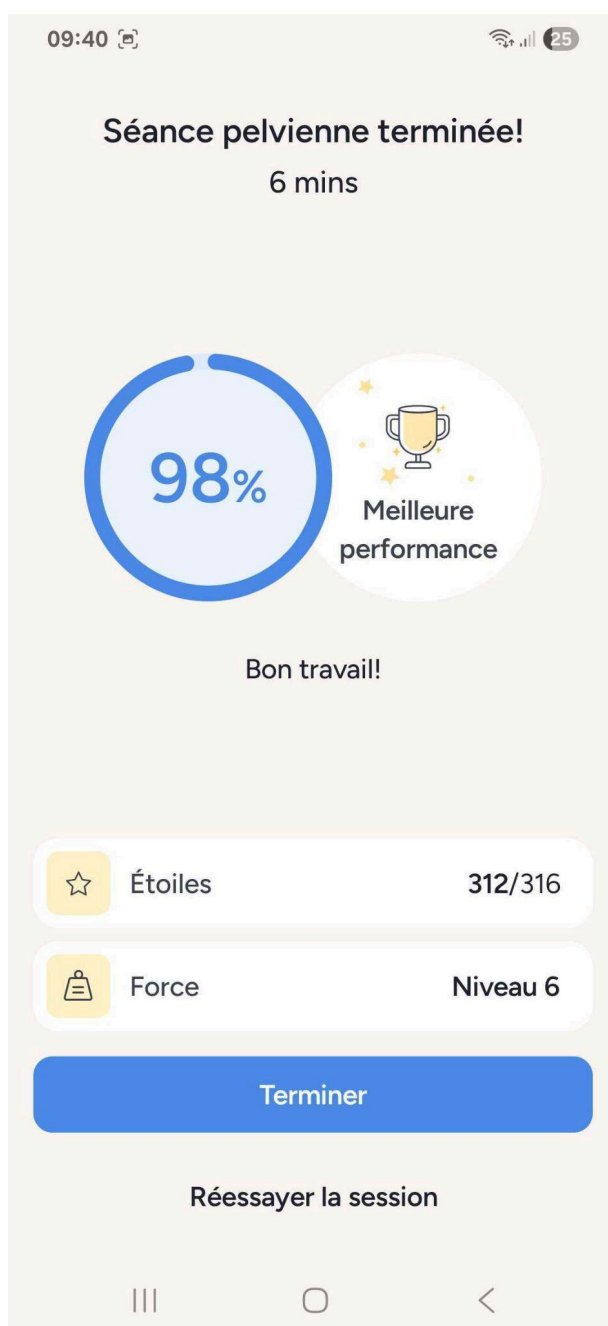 09:40
25
Séance pelvienne terminée!
6 mins
98%
Meilleure
performance
Bon travail!
Étoiles 312/316
Force Niveau 6
Terminer
Réessayer la session